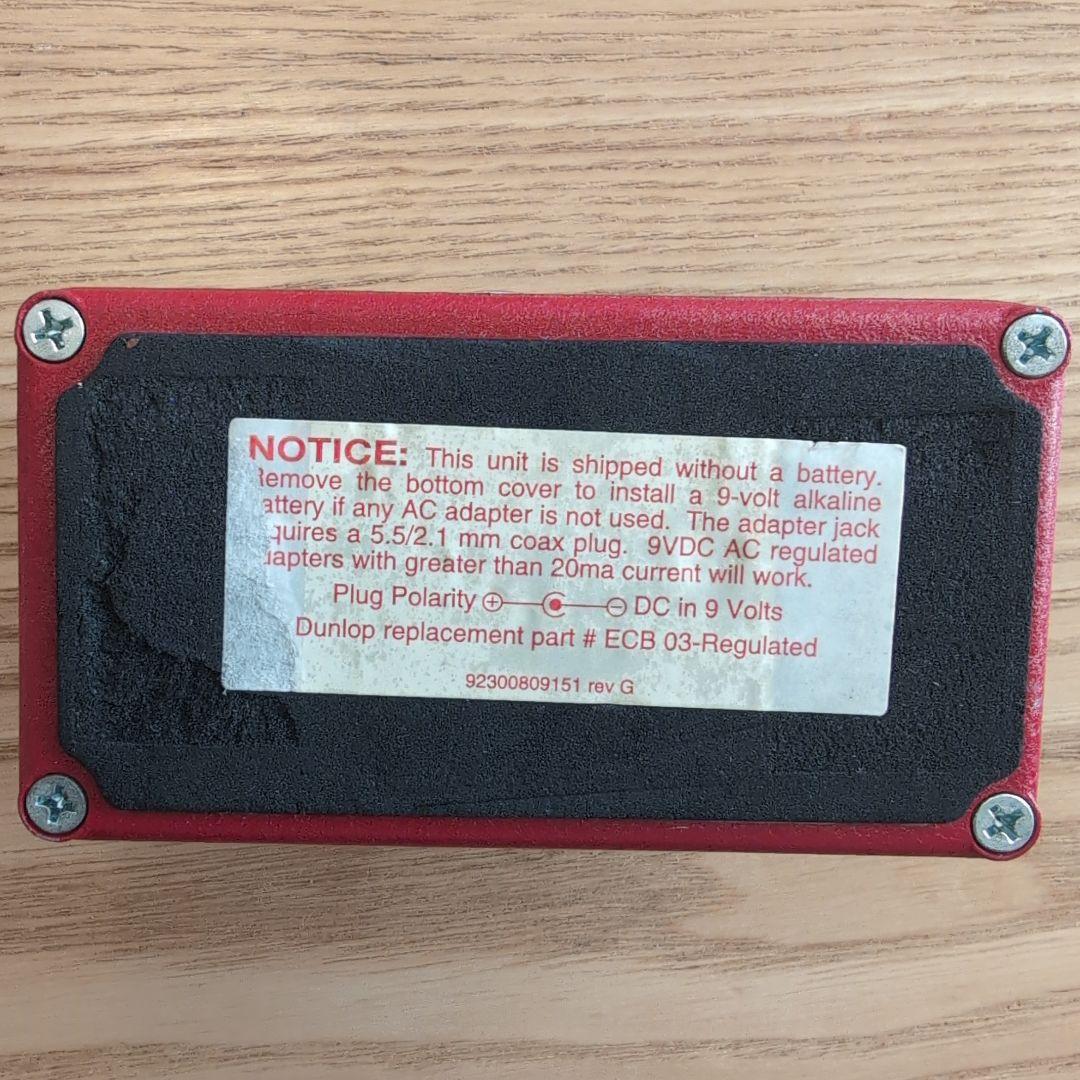 NOTICE: This unit is shipped without a battery.
Remove the bottom cover to install a 9-volt alkaline
attery if any AC adapter is not used. The adapter jack
quires a 5.5/2.1 mm coax plug. 9VDC AC regulated
dapters with greater than 20ma current will work.
Plug Polarity + - DC in 9 Volts
Dunlop replacement part # ECB 03-Regulated
92300809151 rev G